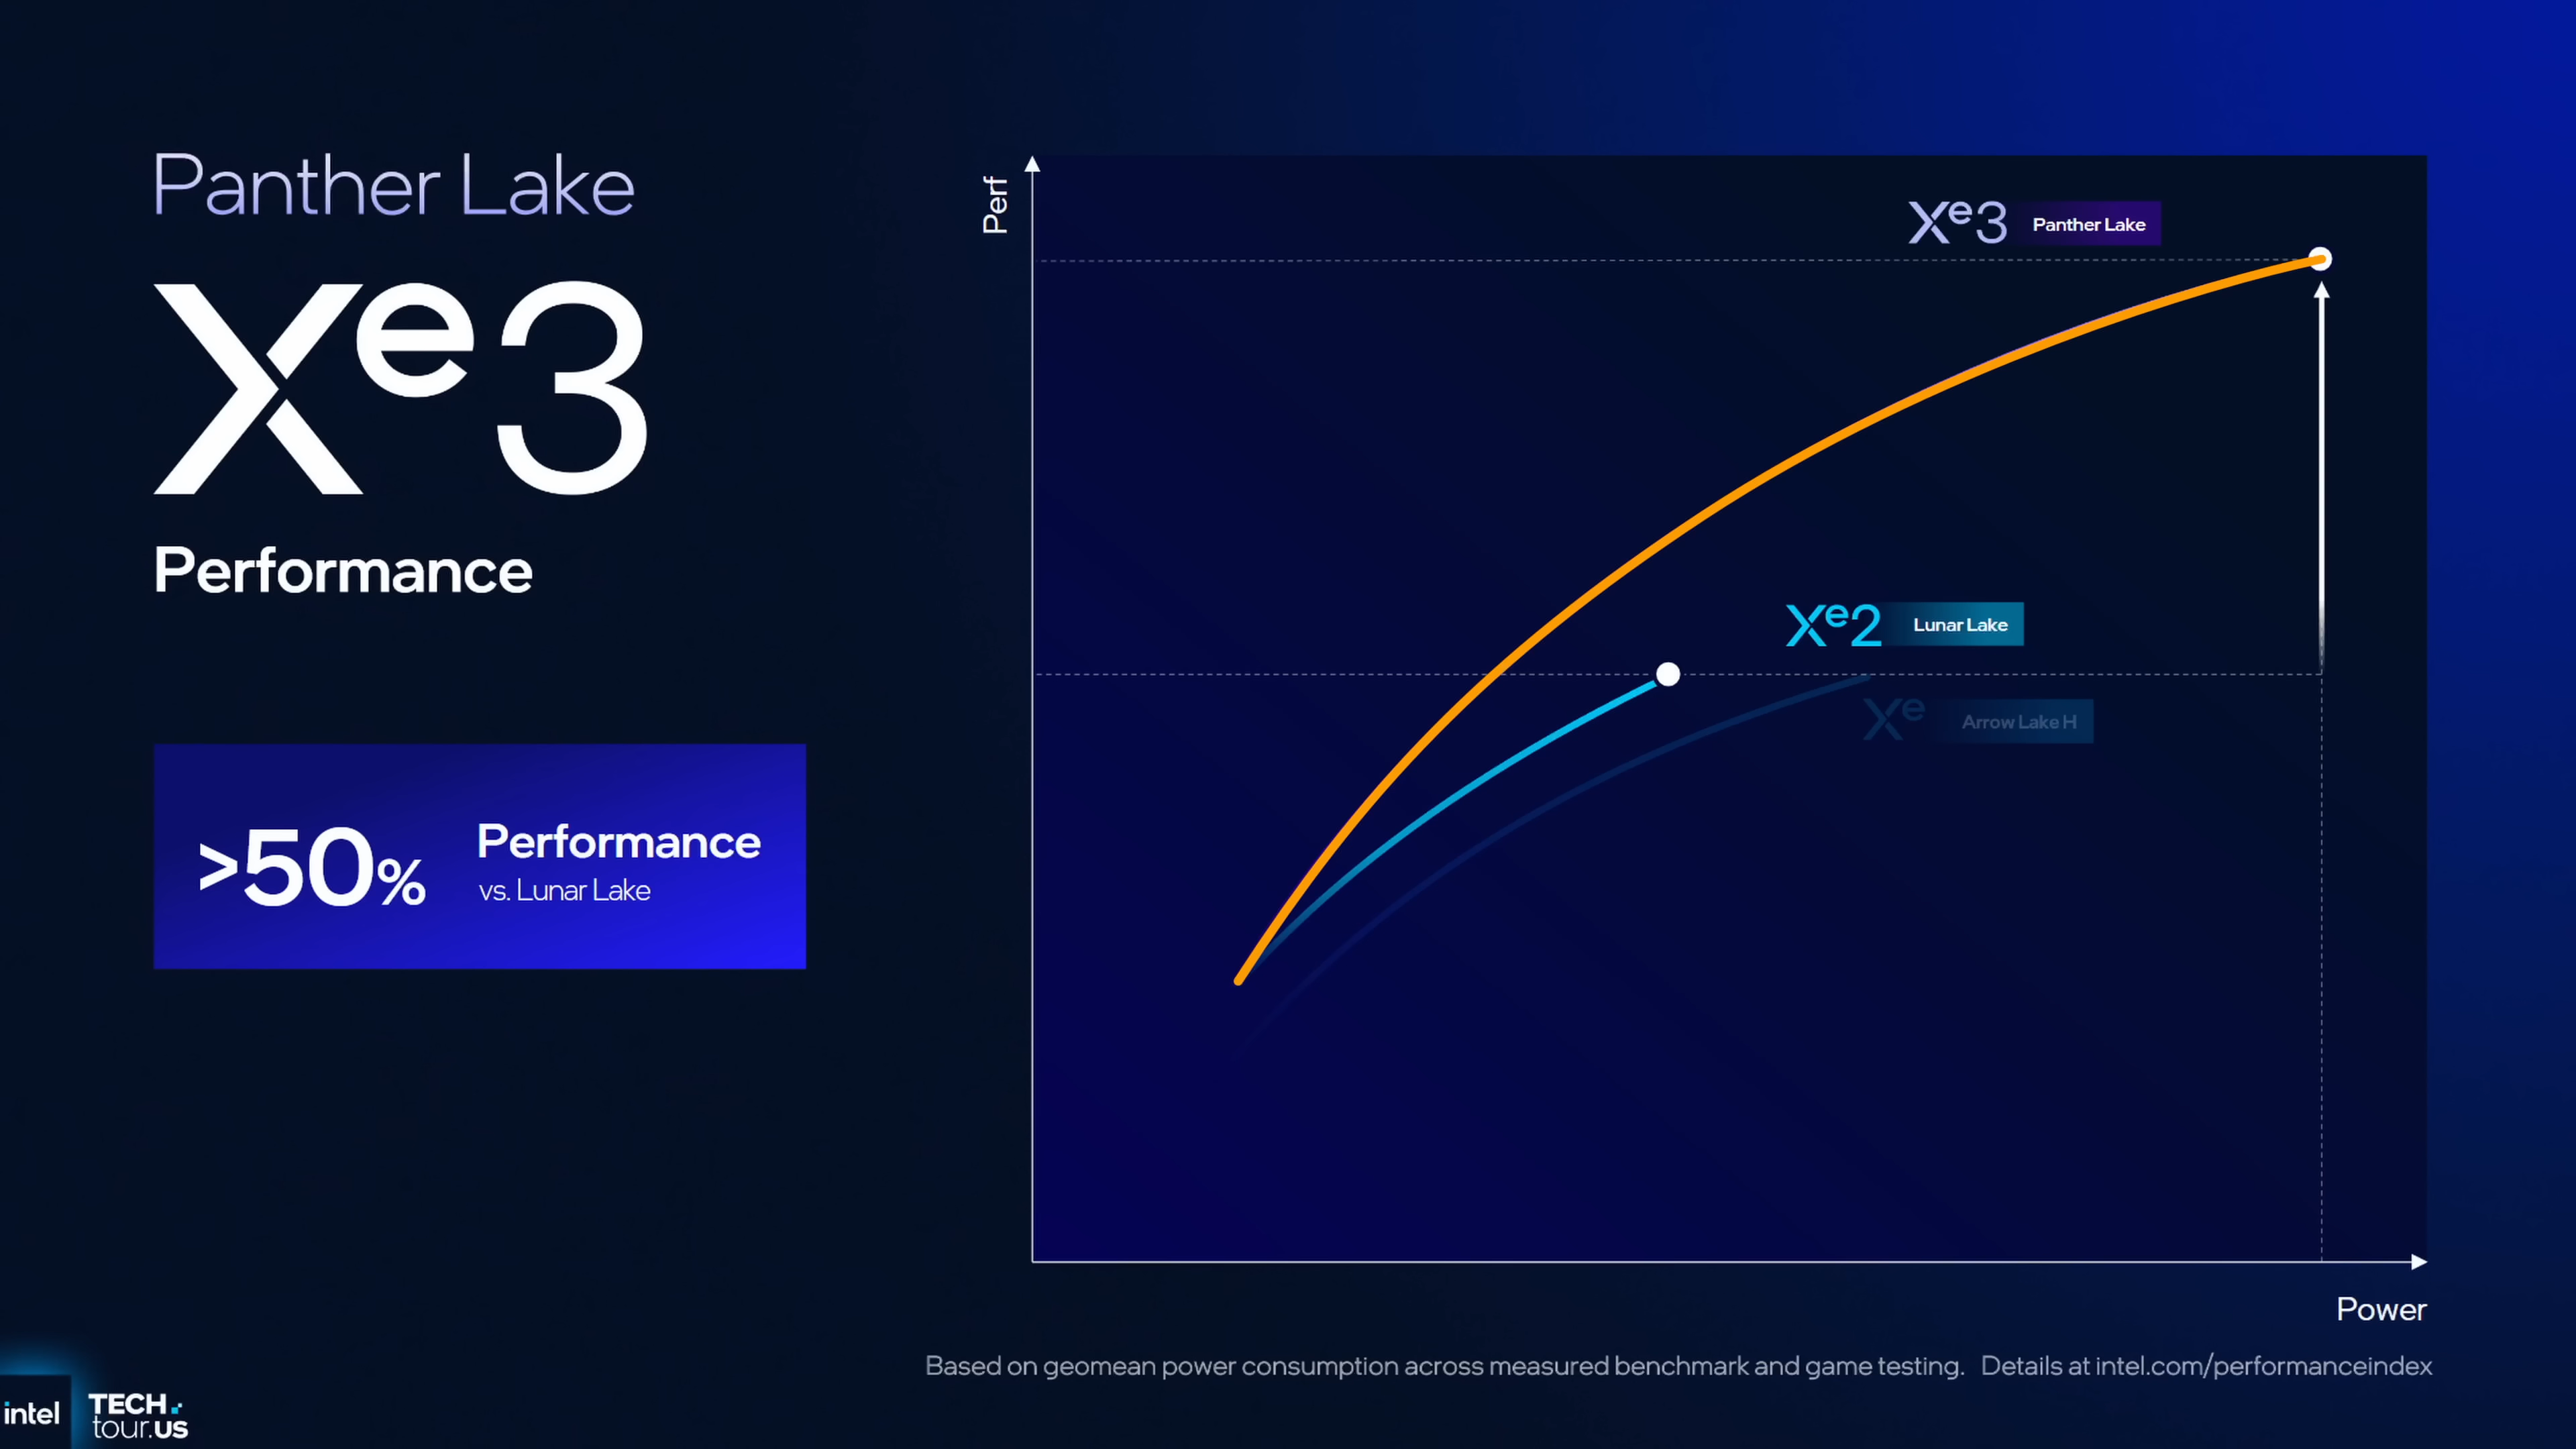 Panther Lake
Xe3
Performance
>50%
Performance
vs. Lunar Lake
Perf
Xe3 Panther Lake
Xe2 Lunar Lake
Xe Arrow Lake H
Power
Based on geomean power consumption across measured benchmark and game testing. Details at intel.com/performanceindex
intel
TECH
tour.US